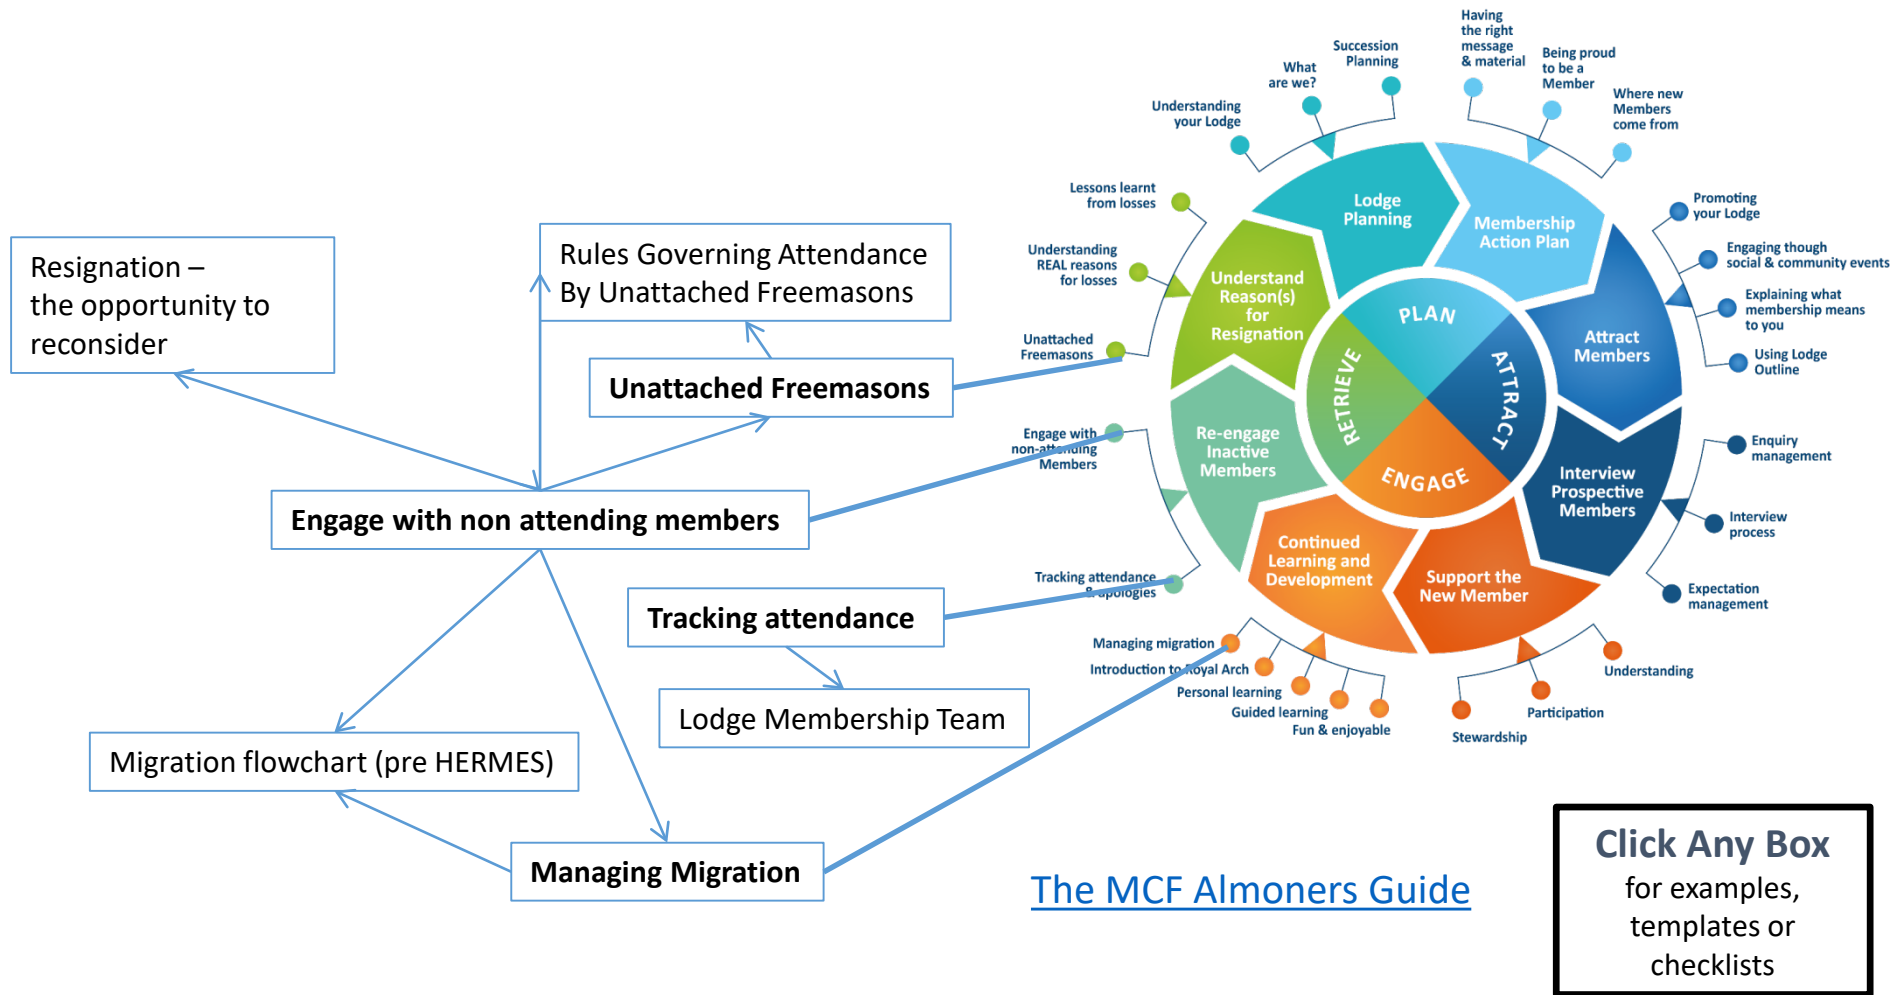 Resignation –
the opportunity to
reconsider
Rules Governing Attendance
By Unattached Freemasons
Unattached Freemasons
Engage with non attending members
Tracking attendance
Lodge Membership Team
Migration flowchart (pre HERMES)
Managing Migration
Having
the right
message
& material
Being proud
to be a
Member
Where new
Members
come from
Succession
Planning
What
are we?
Understanding
your Lodge
Lessons learnt
from losses
Understanding
REAL reasons
for losses
Unattached
Freemasons
Engage with
non-attending
Members
Tracking attendance
& apologies
Managing migration
Introduction to Royal Arch
Personal learning
Guided learning
Fun & enjoyable
Stewardship
Participation
Understanding
Expectation
management
Interview
process
Enquiry
management
Using Lodge
Outline
Explaining what
membership means
to you
Engaging though
social & community events
Promoting
your Lodge
Lodge
Planning
Membership
Action Plan
Attract
Members
Interview
Prospective
Members
Support the
New Member
Continued
Learning and
Development
Re-engage
Inactive
Members
Understand
Reason(s)
for
Resignation
PLAN
ATTRACT
ENGAGE
RETRIEVE
The MCF Almoners Guide
Click Any Box
for examples,
templates or
checklists